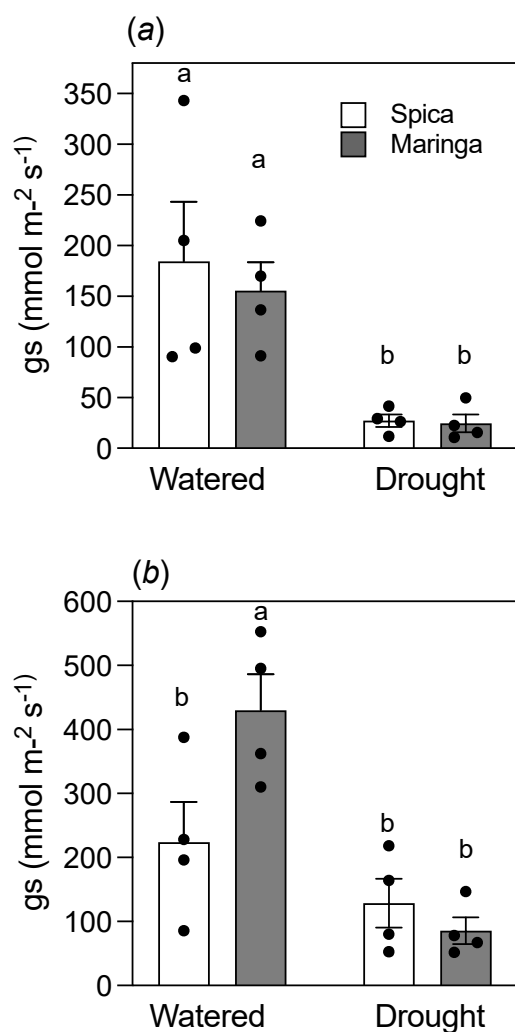 (a)
a
a
b
b
Spica
Maringa
350
300
250
200
150
100
50
0
gs (mmol m-² s⁻¹)
Watered Drought
(b)
a
b
b
b
600
500
400
300
200
100
0
gs (mmol m-² s⁻¹)
Watered Drought